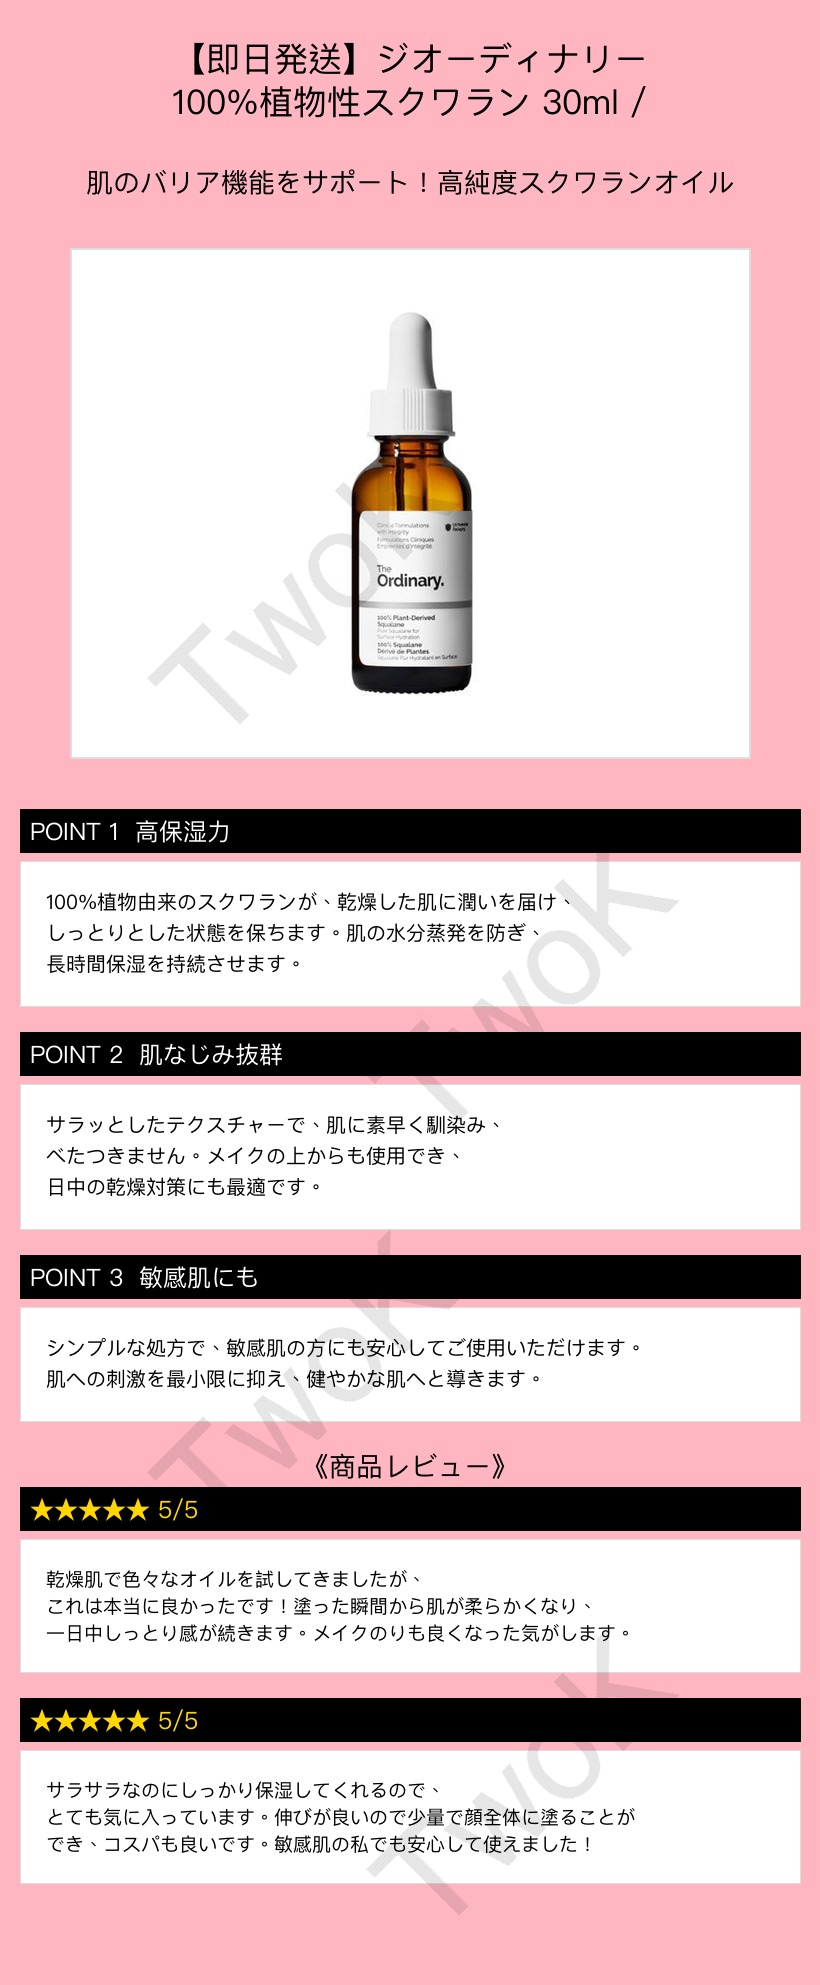 【即日発送】ジオーディナリー
100%植物性スクワラン 30ml /
肌のバリア機能をサポート！高純度スクワランオイル
Clinical Formulations
with Integrity
Formulations Cliniques
Empreintes d'Intégrité
The
Ordinary.
100% Plant-Derived
Squalane
Pure Squalane for
Surface Hydration
100% Squalane
Dérivé de Plantes
Squalane Pur Hydratant en Surface
TwoK
POINT 1 高保湿力
100%植物由来のスクワランが、乾燥した肌に潤いを届け、
しっとりとした状態を保ちます。肌の水分蒸発を防ぎ、
長時間保湿を持続させます。
TwoK
POINT 2 肌なじみ抜群
サラッとしたテクスチャーで、肌に素早く馴染み、
べたつきません。メイクの上からも使用でき、
日中の乾燥対策にも最適です。
POINT 3 敏感肌にも
シンプルな処方で、敏感肌の方にも安心してご使用いただけます。
肌への刺激を最小限に抑え、健やかな肌へと導きます。
TwoK
《商品レビュー》
★★★★★ 5/5
乾燥肌で色々なオイルを試してきましたが、
これは本当に良かったです！塗った瞬間から肌が柔らかくなり、
一日中しっとり感が続きます。メイクのりも良くなった気がします。
★★★★★ 5/5
サラサラなのにしっかり保湿してくれるので、
とても気に入っています。伸びが良いので少量で顔全体に塗ることが
でき、コスパも良いです。敏感肌の私でも安心して使えました！
TwoK